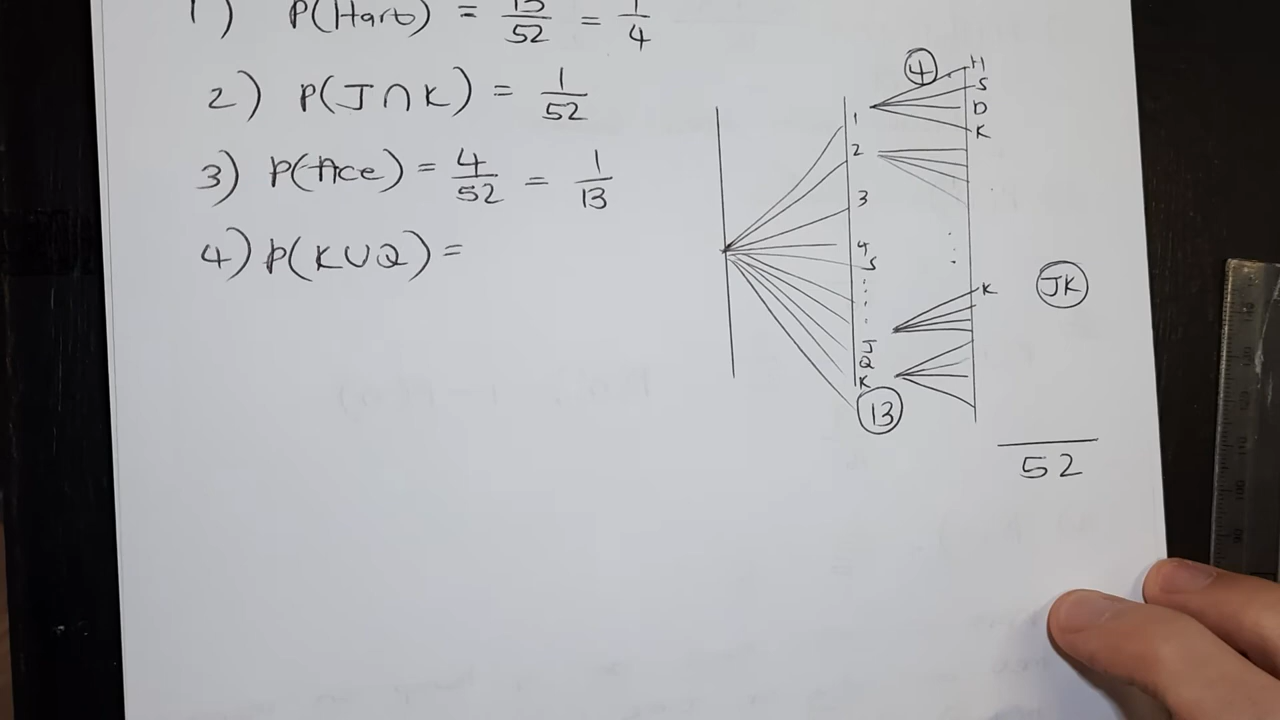 1) P(Hart) = 13/52 = 1/4
2) P(J∩K) = 1/52
3) P(Ace) = 4/52 = 1/13
4) P(K∪Q) =
4
H
S
D
K
1
2
3
4
5
J
Q
K
13
K
JK
52